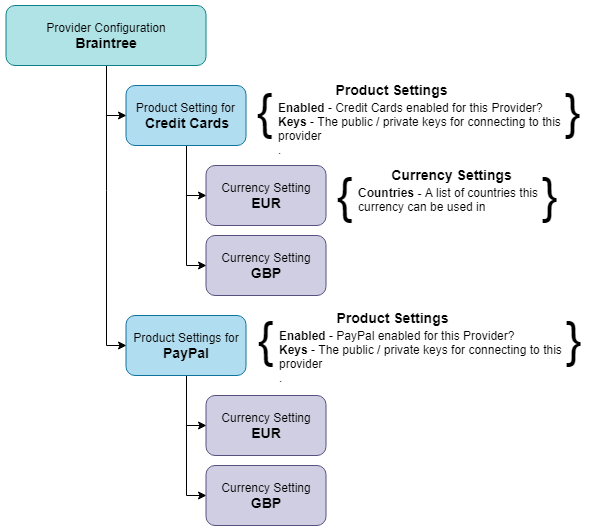 Provider Configuration
Braintree
Product Setting for
Credit Cards
Product Settings
Enabled - Credit Cards enabled for this Provider?
Keys - The public / private keys for connecting to this
provider
.
Currency Setting
EUR
Currency Settings
Countries - A list of countries this
currency can be used in
Currency Setting
GBP
Product Settings for
PayPal
Product Settings
Enabled - PayPal enabled for this Provider?
Keys - The public / private keys for connecting to this
provider
.
Currency Setting
EUR
Currency Setting
GBP